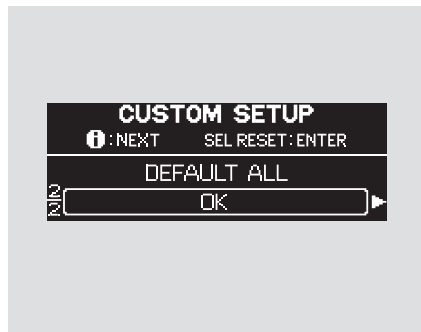 CUSTOM SETUP
i:NEXT SEL RESET:ENTER
DEFAULT ALL
2/2 OK